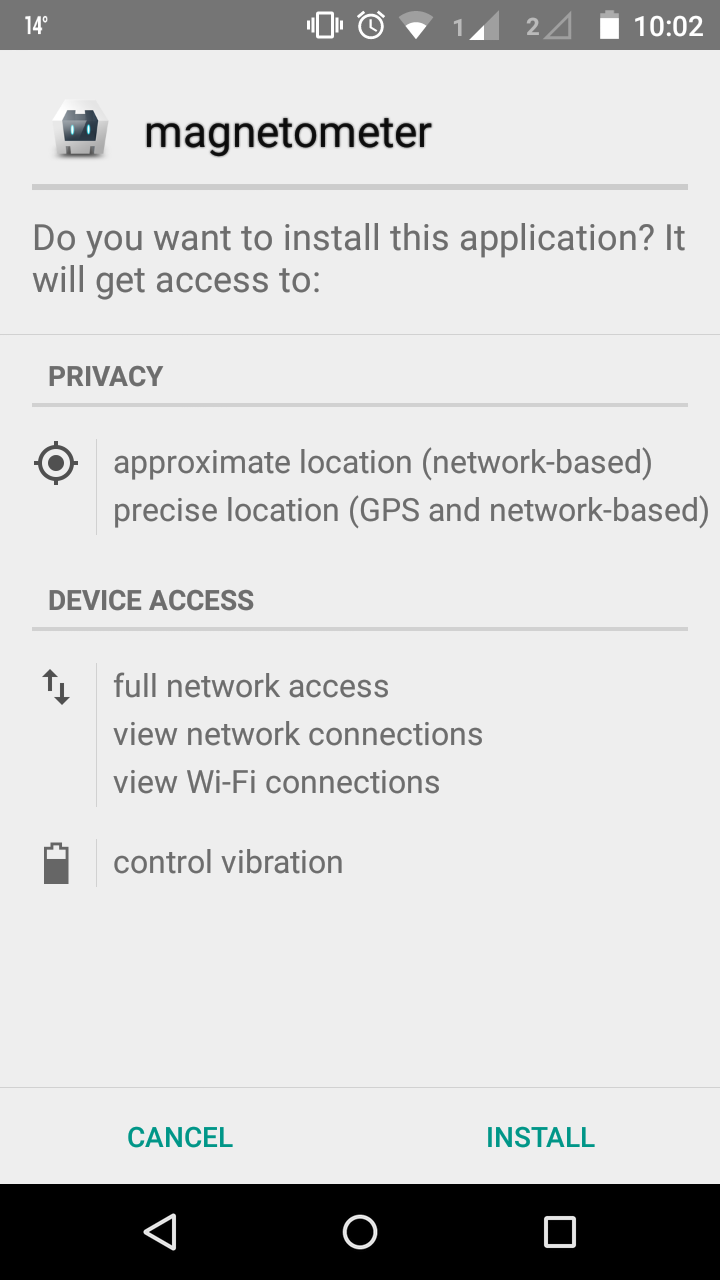 14°
1
2
10:02
magnetometer
Do you want to install this application? It
will get access to:
PRIVACY
approximate location (network-based)
precise location (GPS and network-based)
DEVICE ACCESS
full network access
view network connections
view Wi-Fi connections
control vibration
CANCEL
INSTALL